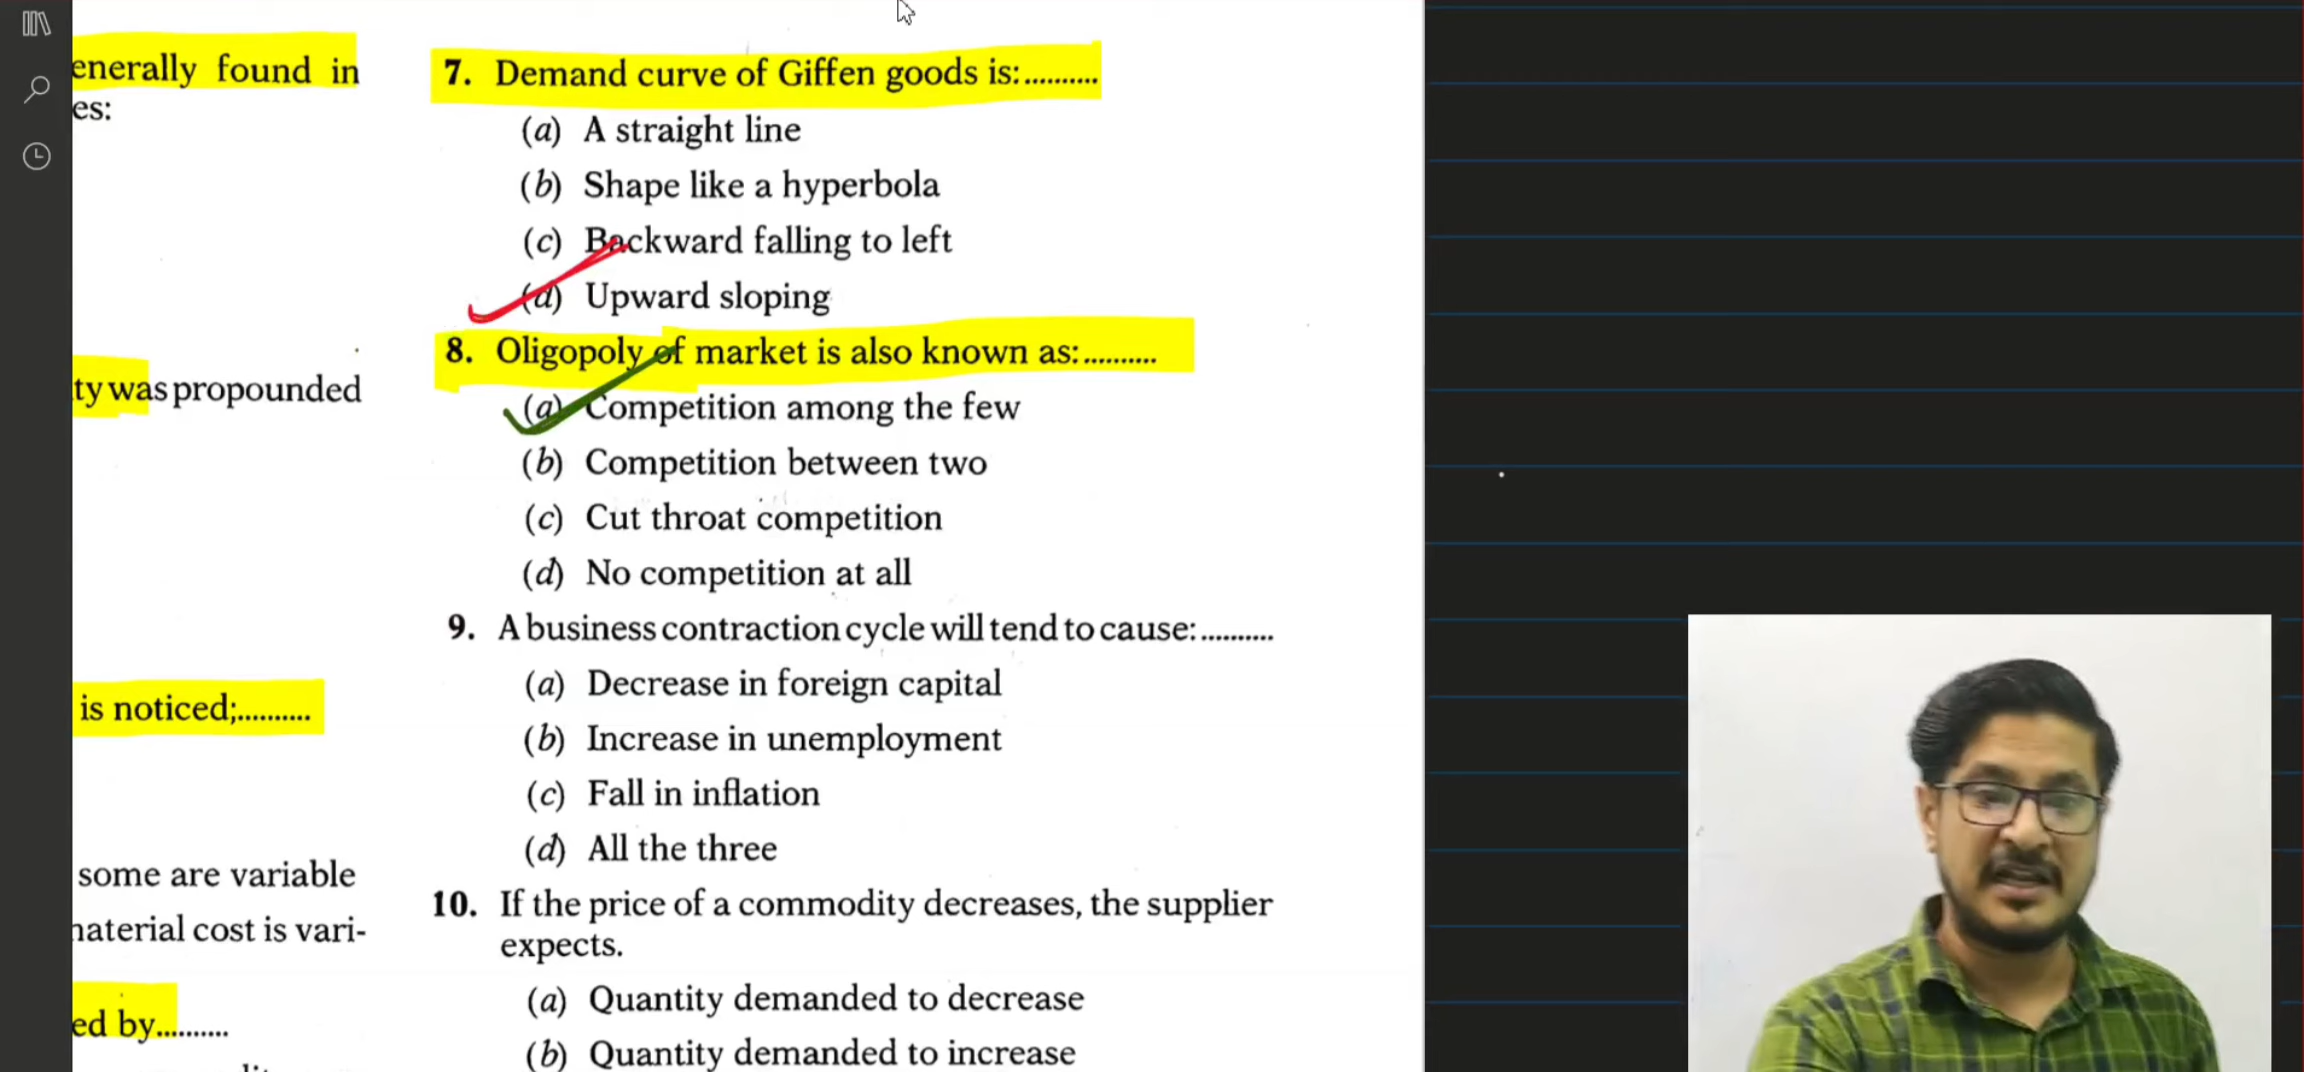 enerally found in
es:
ty was propounded
is noticed;..........
some are variable
material cost is vari-
ed by..........
7. Demand curve of Giffen goods is:..........
(a) A straight line
(b) Shape like a hyperbola
(c) Backward falling to left
(d) Upward sloping
8. Oligopoly of market is also known as:..........
(a) Competition among the few
(b) Competition between two
(c) Cut throat competition
(d) No competition at all
9. A business contraction cycle will tend to cause:..........
(a) Decrease in foreign capital
(b) Increase in unemployment
(c) Fall in inflation
(d) All the three
10. If the price of a commodity decreases, the supplier
expects.
(a) Quantity demanded to decrease
(b) Quantity demanded to increase